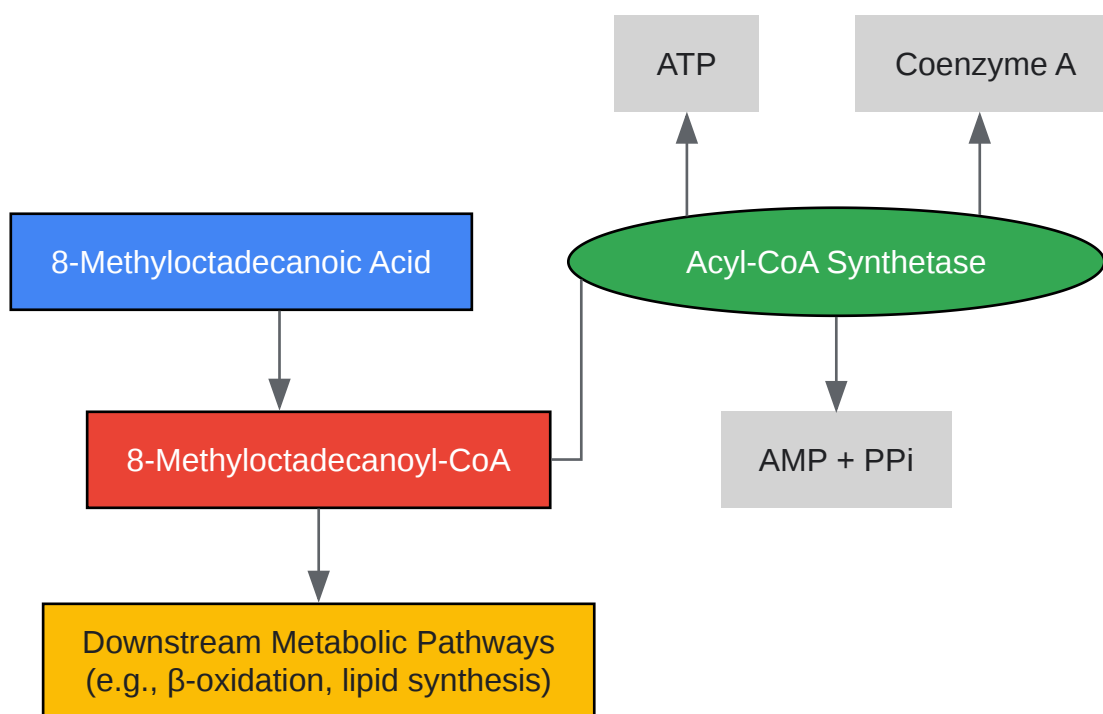 ATP
Coenzyme A
8-Methyloctadecanoic Acid
Acyl-CoA Synthetase
8-Methyloctadecanoyl-CoA
AMP + PPi
Downstream Metabolic Pathways
(e.g., β-oxidation, lipid synthesis)